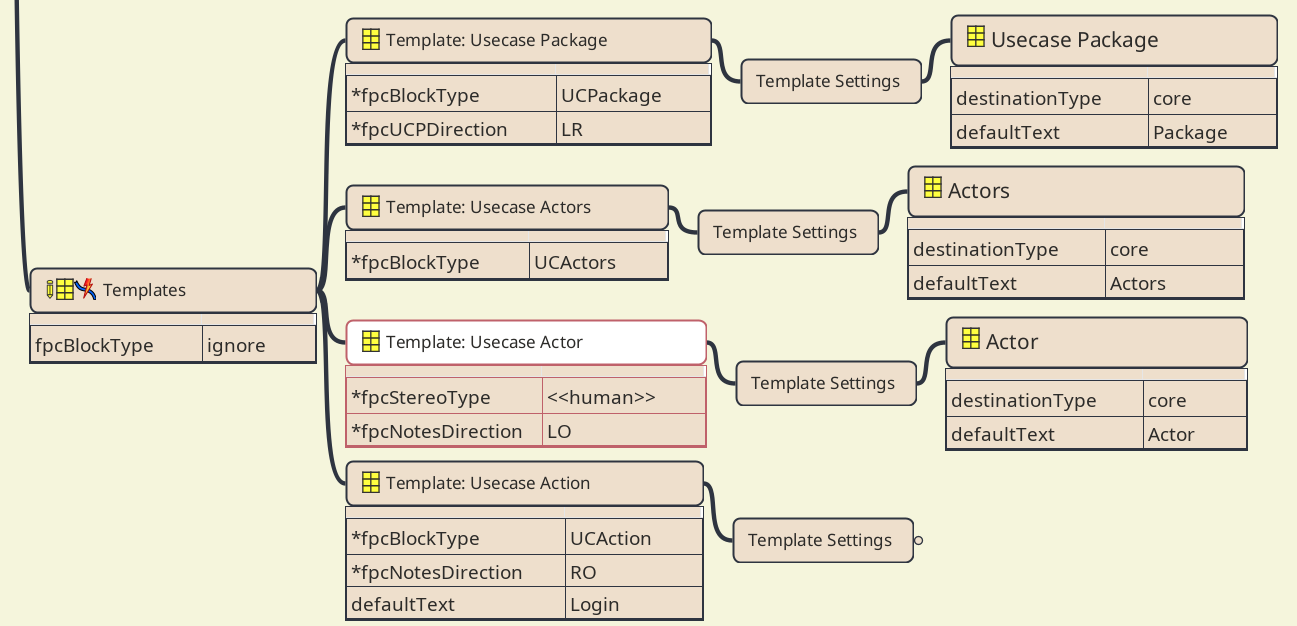 Template: Usecase Package
*fpcBlockType UCPackage
*fpcUCPDirection LR
Template Settings
Usecase Package
destinationType core
defaultText Package
Template: Usecase Actors
*fpcBlockType UCActors
Template Settings
Actors
destinationType core
defaultText Actors
Templates
fpcBlockType ignore
Template: Usecase Actor
*fpcStereoType <<human>>
*fpcNotesDirection LO
Template Settings
Actor
destinationType core
defaultText Actor
Template: Usecase Action
*fpcBlockType UCAction
*fpcNotesDirection RO
defaultText Login
Template Settings